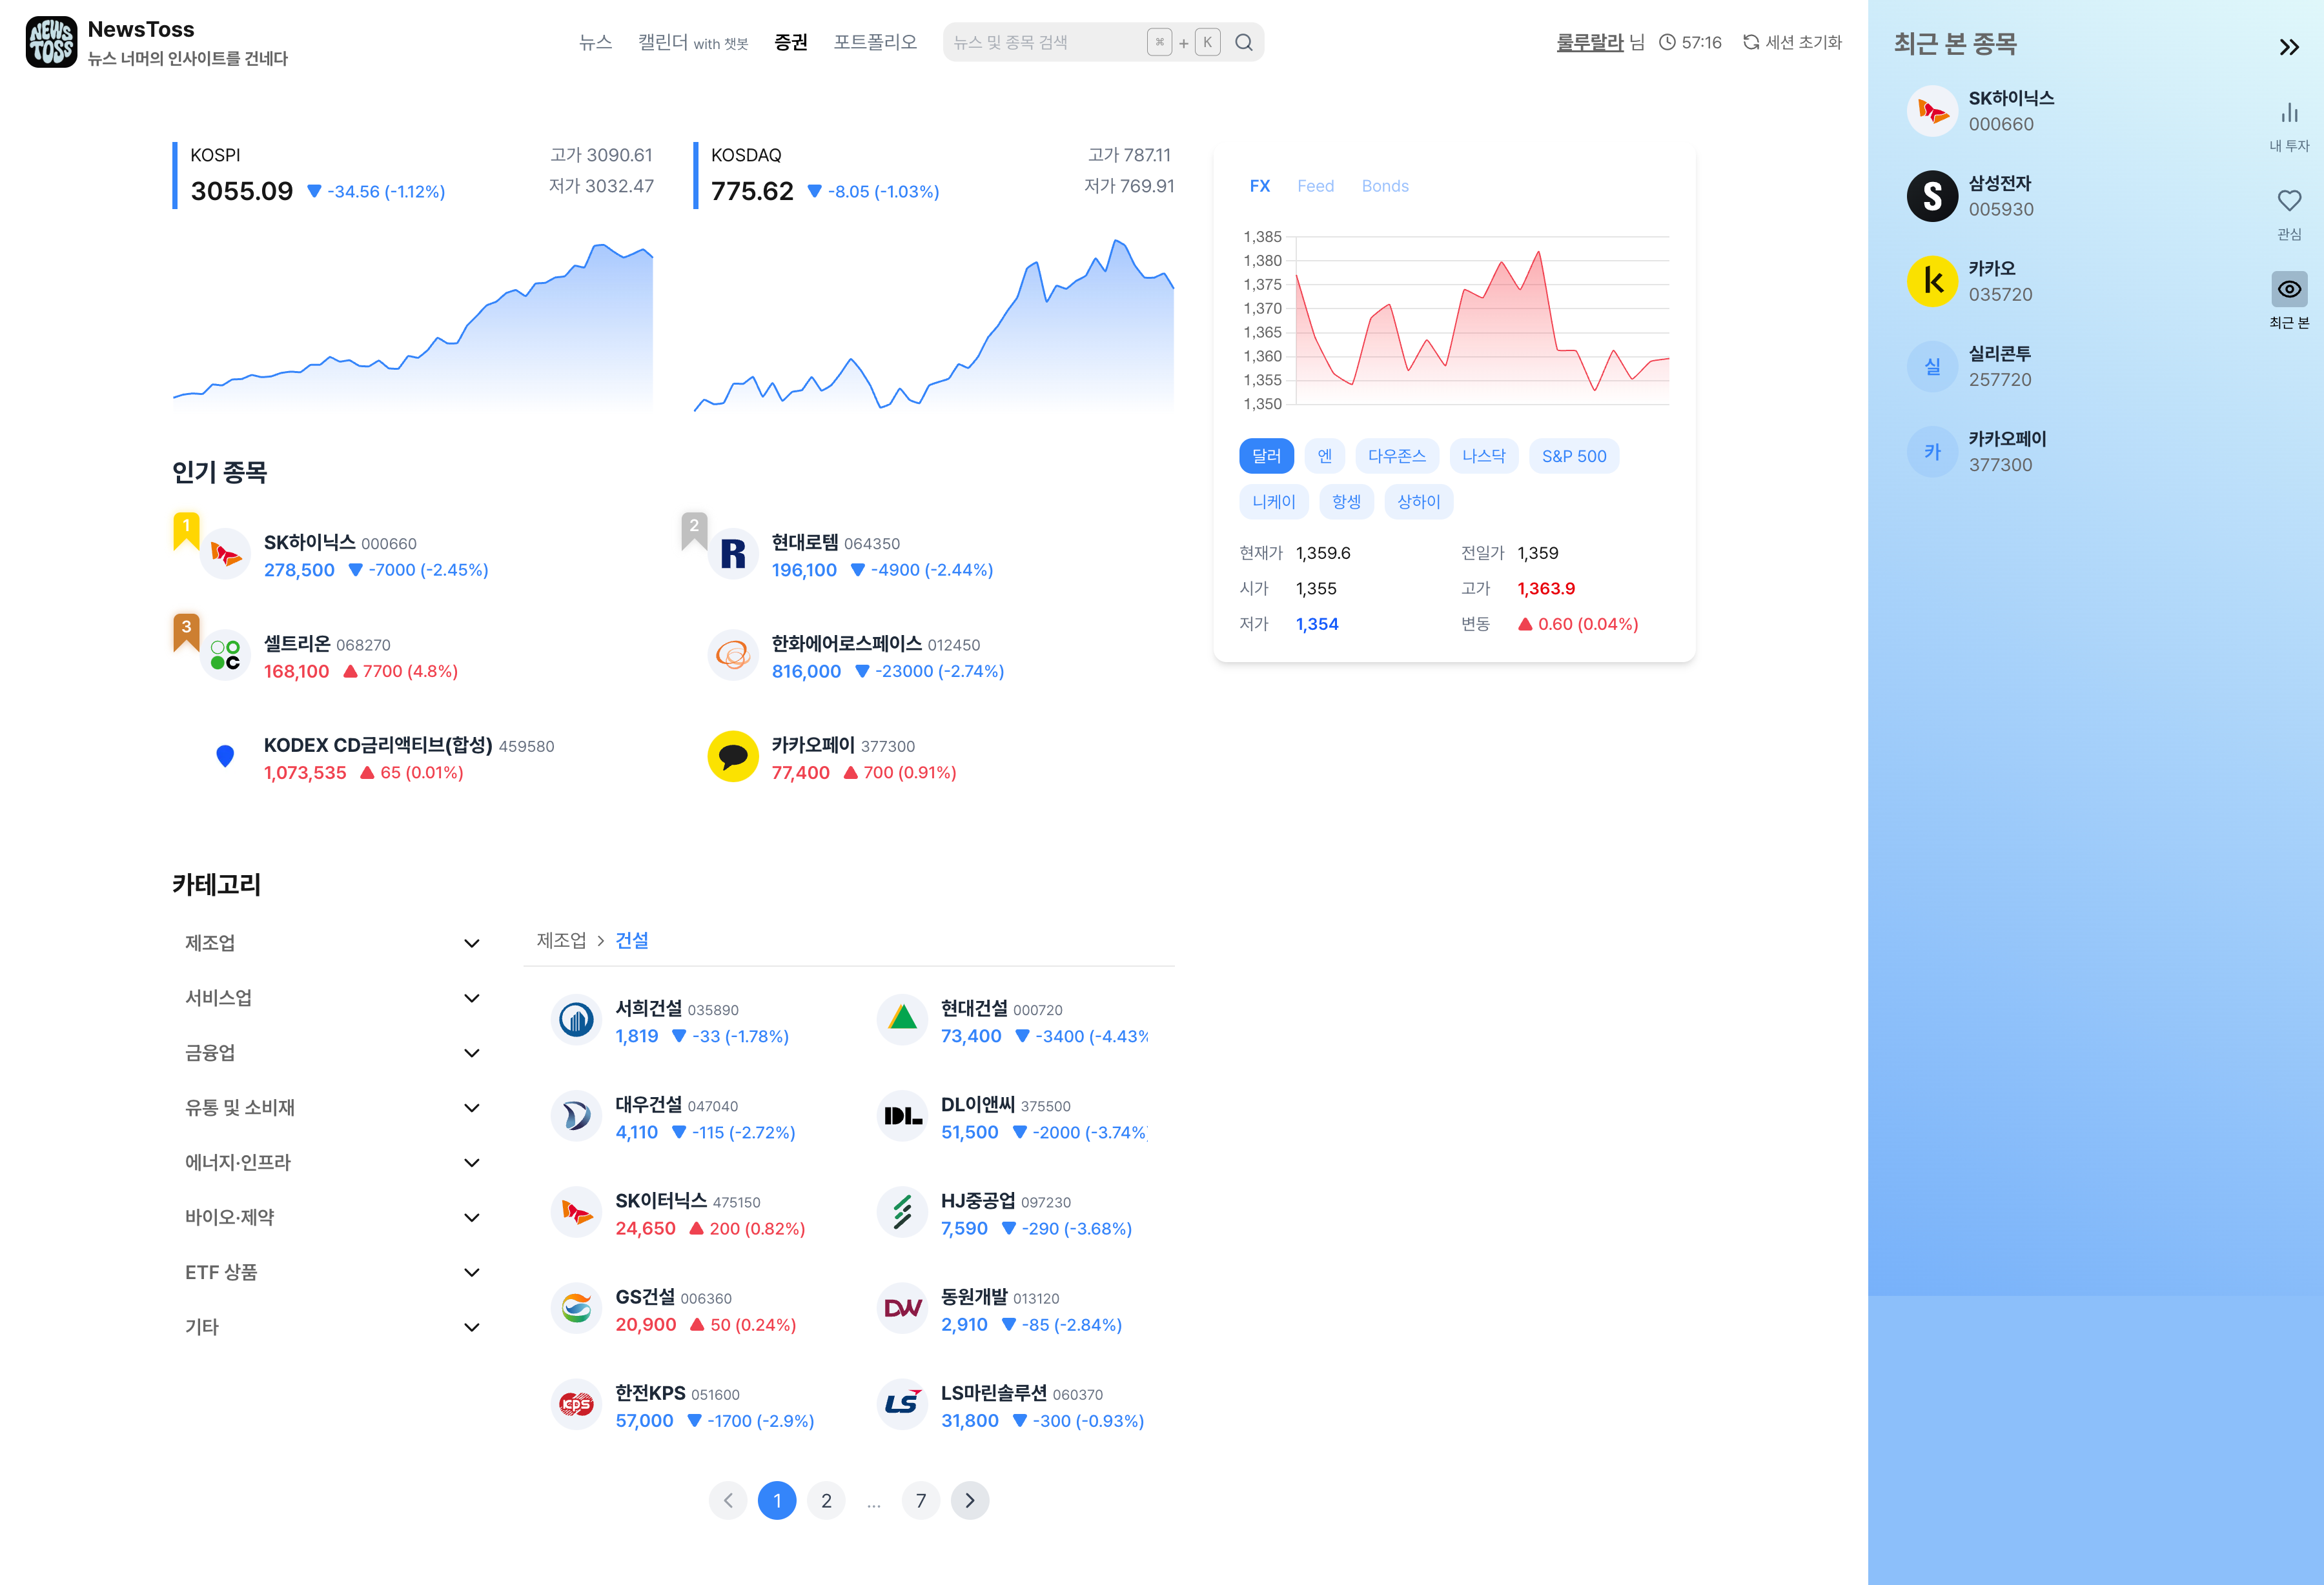 NEWS TOSS
NewsToss
뉴스 너머의 인사이트를 건네다
뉴스 캘린더 with 챗봇 증권 포트폴리오
뉴스 및 종목 검색 ⌘ + K
룰루랄라 님 57:16 세션 초기화
KOSPI
3055.09 ▼ -34.56 (-1.12%)
고가 3090.61
저가 3032.47
KOSDAQ
775.62 ▼ -8.05 (-1.03%)
고가 787.11
저가 769.91
FX Feed Bonds
1,385
1,380
1,375
1,370
1,365
1,360
1,355
1,350
달러 엔 다우존스 나스닥 S&P 500
니케이 항셍 상하이
현재가 1,359.6 전일가 1,359
시가 1,355 고가 1,363.9
저가 1,354 변동 ▲ 0.60 (0.04%)
인기 종목
1
SK하이닉스 000660
278,500 ▼ -7000 (-2.45%)
2
R
현대로템 064350
196,100 ▼ -4900 (-2.44%)
3
C
셀트리온 068270
168,100 ▲ 7700 (4.8%)
한화에어로스페이스 012450
816,000 ▼ -23000 (-2.74%)
KODEX CD금리액티브(합성) 459580
1,073,535 ▲ 65 (0.01%)
카카오페이 377300
77,400 ▲ 700 (0.91%)
카테고리
제조업
서비스업
금융업
유통 및 소비재
에너지·인프라
바이오·제약
ETF 상품
기타
제조업 > 건설
서희건설 035890
1,819 ▼ -33 (-1.78%)
현대건설 000720
73,400 ▼ -3400 (-4.43%
대우건설 047040
4,110 ▼ -115 (-2.72%)
DL
DL이앤씨 375500
51,500 ▼ -2000 (-3.74%)
SK이터닉스 475150
24,650 ▲ 200 (0.82%)
HJ중공업 097230
7,590 ▼ -290 (-3.68%)
GS건설 006360
20,900 ▲ 50 (0.24%)
DW
동원개발 013120
2,910 ▼ -85 (-2.84%)
KPS
한전KPS 051600
57,000 ▼ -1700 (-2.9%)
LS
LS마린솔루션 060370
31,800 ▼ -300 (-0.93%)
1 2 ... 7
최근 본 종목
SK하이닉스
000660
S
삼성전자
005930
k
카카오
035720
실
실리콘투
257720
카
카카오페이
377300
내 투자
관심
최근 본